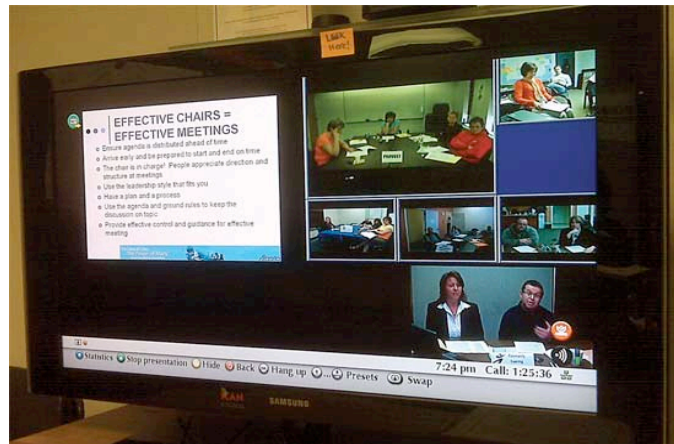 LOOK
HERE!
EFFECTIVE CHAIRS =
EFFECTIVE MEETINGS
Ensure agenda is distributed ahead of time
Arrive early and be prepared to start and end on time
The chair is in charge! People appreciate direction and
structure at meetings
Use the leadership style that fits you
Have a plan and a process
Use the agenda and ground rules to keep the
discussion on topic
Provide effective control and guidance for effective
meeting
7:24 pm Call: 1:25:36
Statistics Stop presentation Hide Back Hang up ... Presets Swap
SAMSUNG